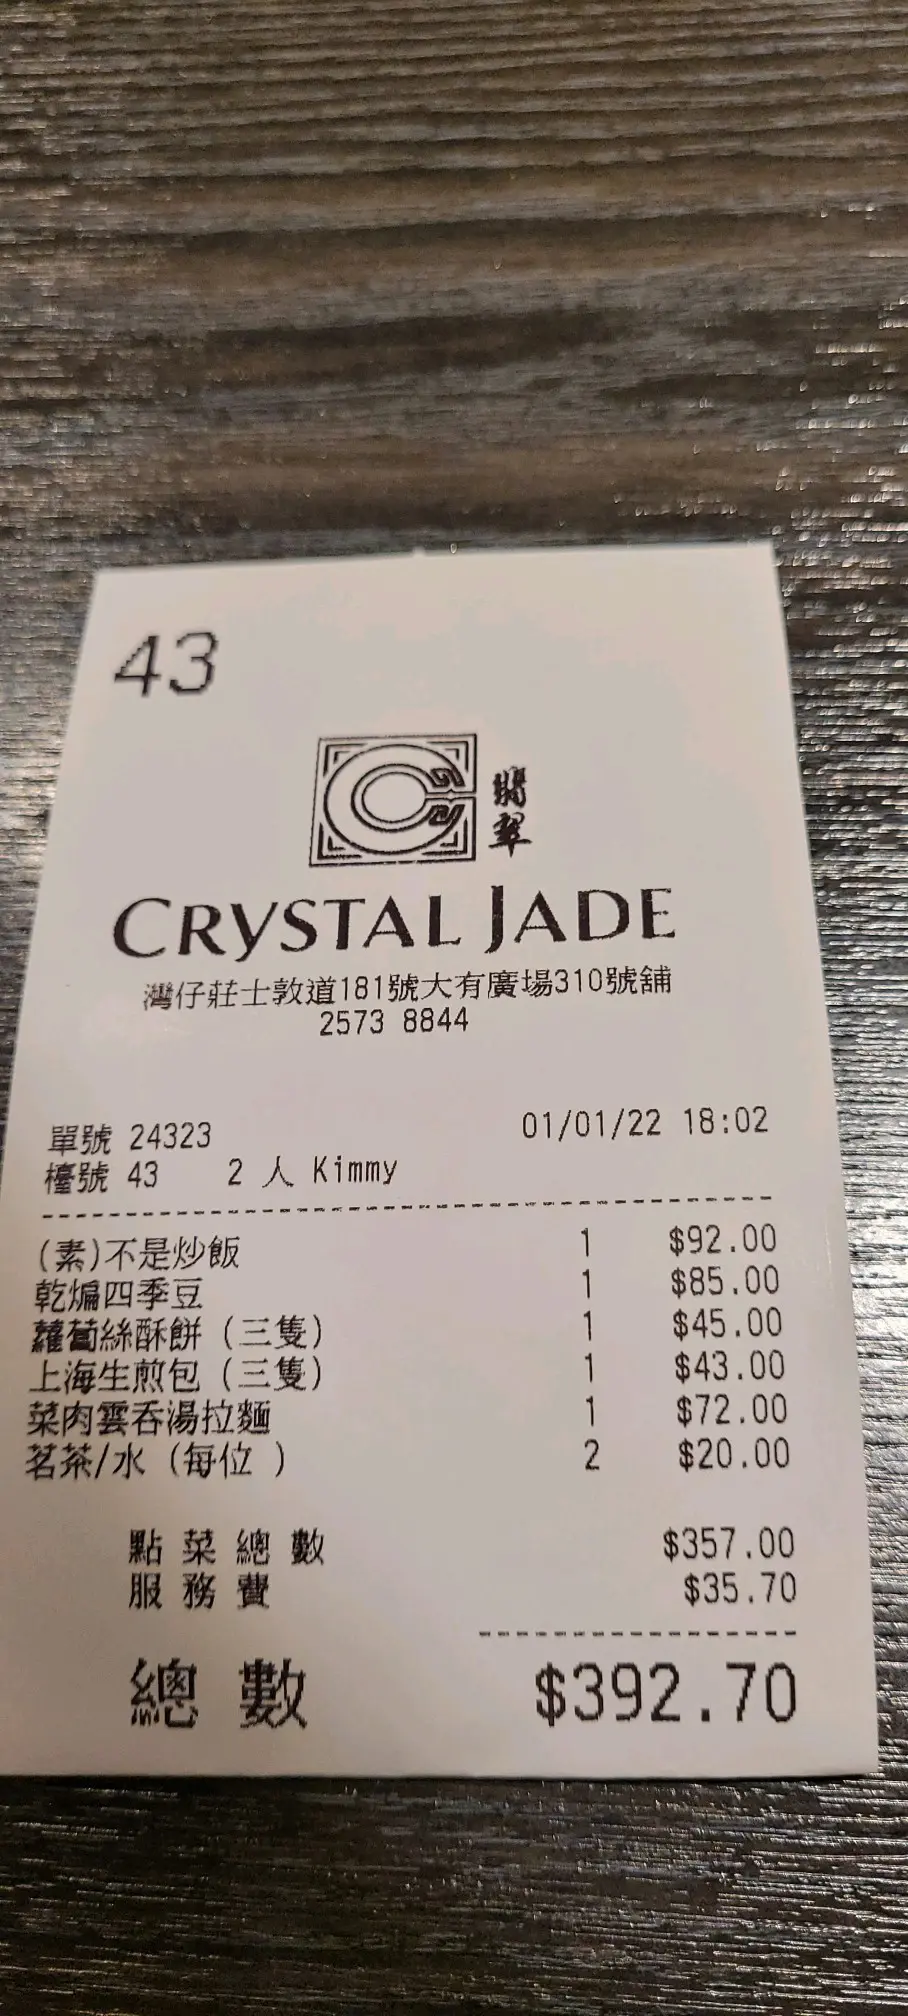 43
翡
翠
CRYSTAL JADE
灣仔莊士敦道181號大有廣場310號舖
2573 8844
單號 24323 01/01/22 18:02
檯號 43 2 人 Kimmy
(素)不是炒飯 1 $92.00
乾煸四季豆 1 $85.00
蘿蔔絲酥餅 (三隻) 1 $45.00
上海生煎包 (三隻) 1 $43.00
菜肉雲吞湯拉麵 1 $72.00
茗茶/水 (每位 ) 2 $20.00
點 菜 總 數 $357.00
服 務 費 $35.70
總 數 $392.70